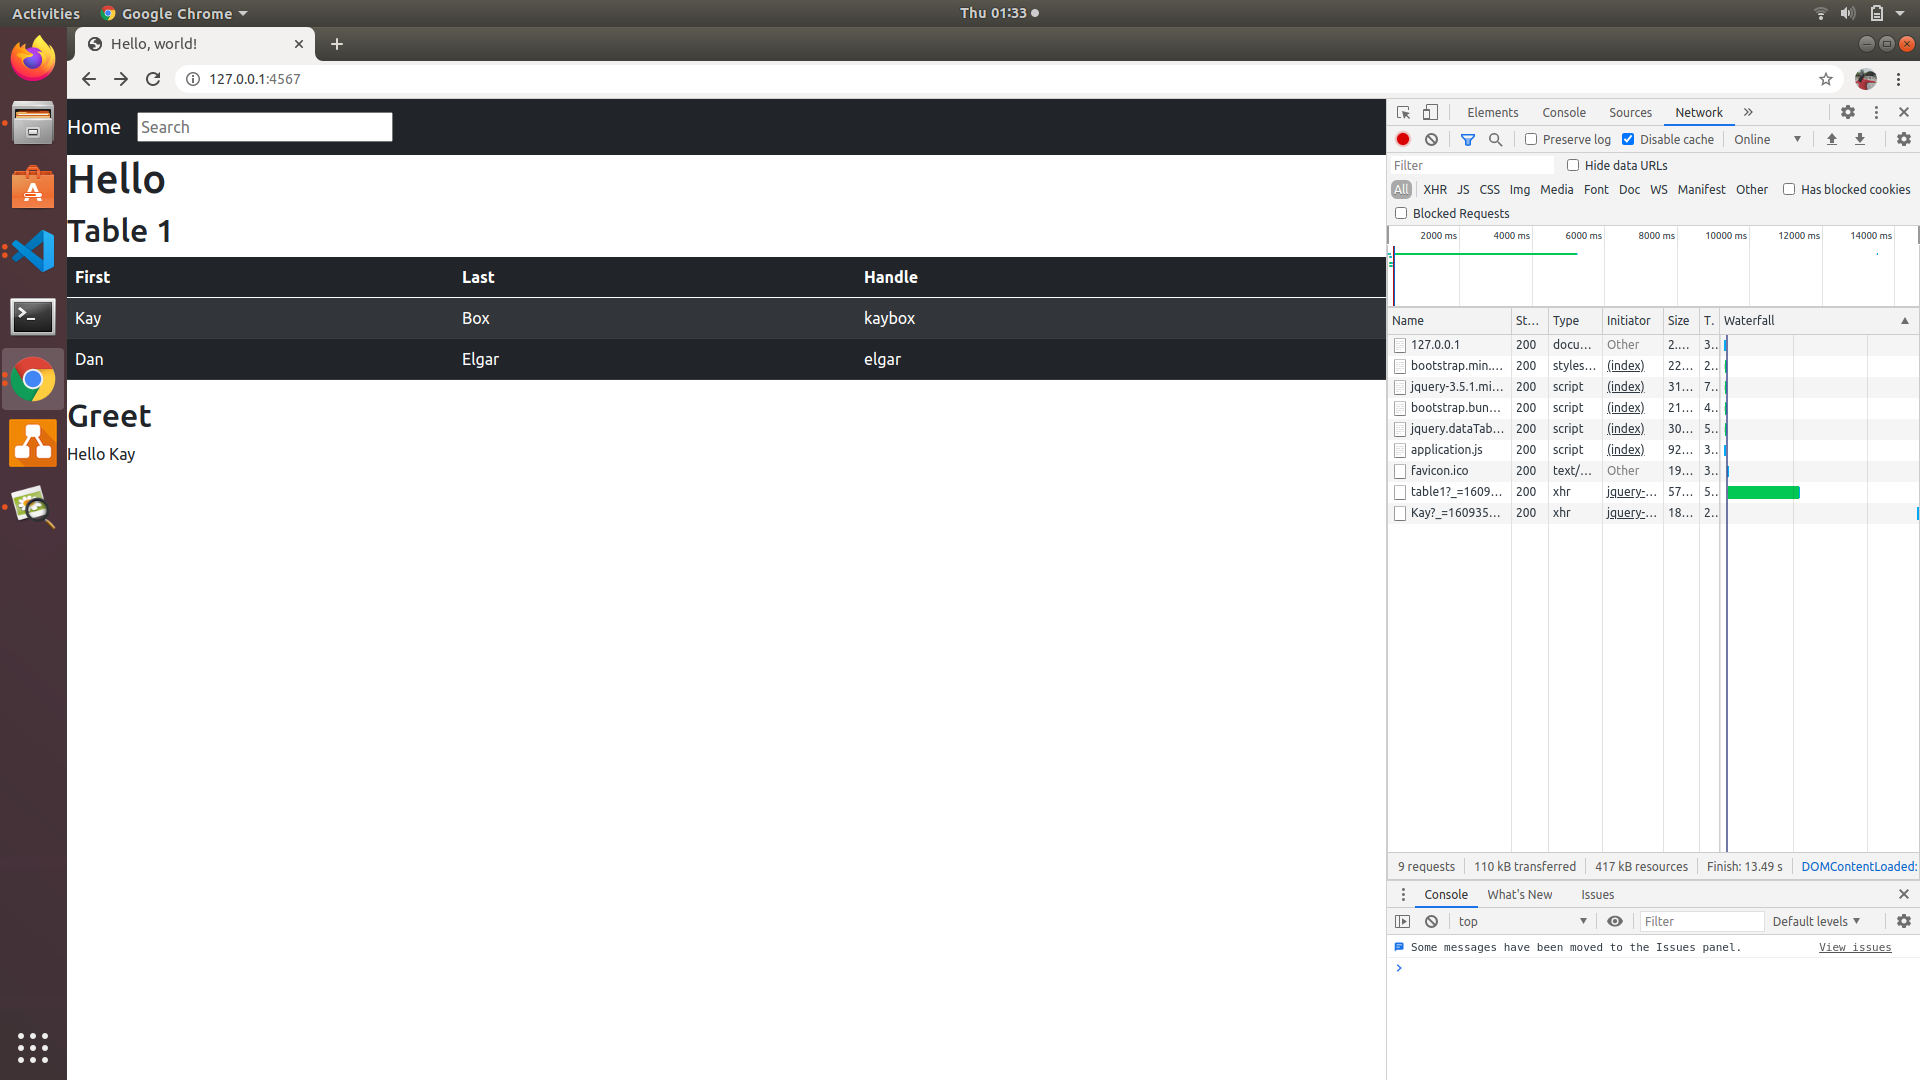 Activities Google Chrome Thu 01:33
Hello, world!
127.0.0.1:4567
Home Search
Hello
Table 1
First Last Handle
Kay Box kaybox
Dan Elgar elgar
Greet
Hello Kay
Elements Console Sources Network
Preserve log Disable cache Online
Filter Hide data URLs
All XHR JS CSS Img Media Font Doc WS Manifest Other Has blocked cookies
Blocked Requests
2000 ms 4000 ms 6000 ms 8000 ms 10000 ms 12000 ms 14000 ms
Name St... Type Initiator Size T. Waterfall
127.0.0.1 200 docu... Other 2.... 3..
bootstrap.min.... 200 styles... (index) 22... 2..
jquery-3.5.1.mi... 200 script (index) 31... 7..
bootstrap.bun... 200 script (index) 21... 4..
jquery.dataTab... 200 script (index) 30... 5..
application.js 200 script (index) 92... 3..
favicon.ico 200 text/... Other 19... 3..
table1?_=1609... 200 xhr jquery-... 57... 5..
Kay?_=160935... 200 xhr jquery-... 18... 2..
9 requests 110 kB transferred 417 kB resources Finish: 13.49 s DOMContentLoaded:
Console What's New Issues
top Filter Default levels
Some messages have been moved to the Issues panel. View issues